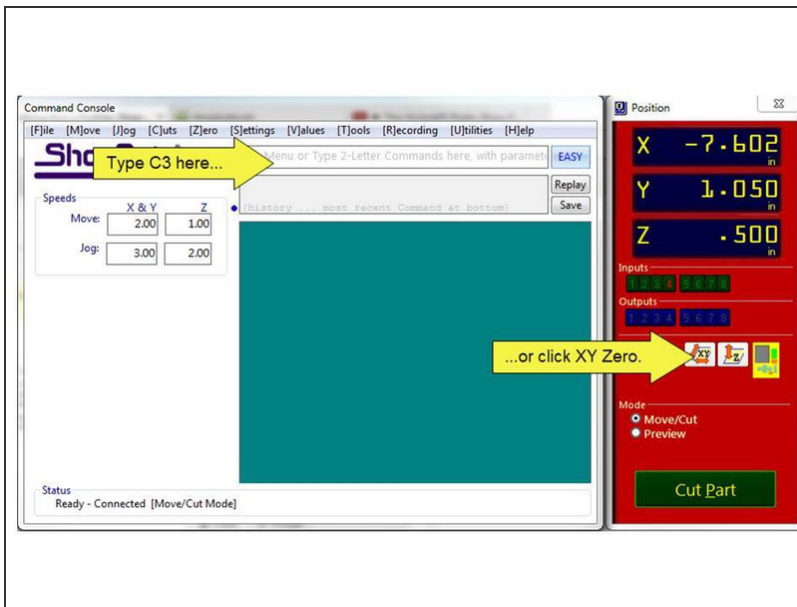 Command Console
[F]ile [M]ove [J]og [C]uts [Z]ero [S]ettings [V]alues [T]ools [R]ecording [U]tilities [H]elp
Sho
Type C3 here...
Menu or Type 2-Letter Commands here, with paramet
EASY
(history .... most recent Command at bottom)
Replay
Save
Speeds
X & Y Z
Move: 2.00 1.00
Jog: 3.00 2.00
Status
Ready - Connected [Move/Cut Mode]
Position
X -7.602 in
Y 1.050 in
Z .500 in
Inputs
1 2 3 4 5 6 7 8
Outputs
1 2 3 4 5 6 7 8
...or click XY Zero.
XY
Z
Mode
Move/Cut
Preview
Cut Part